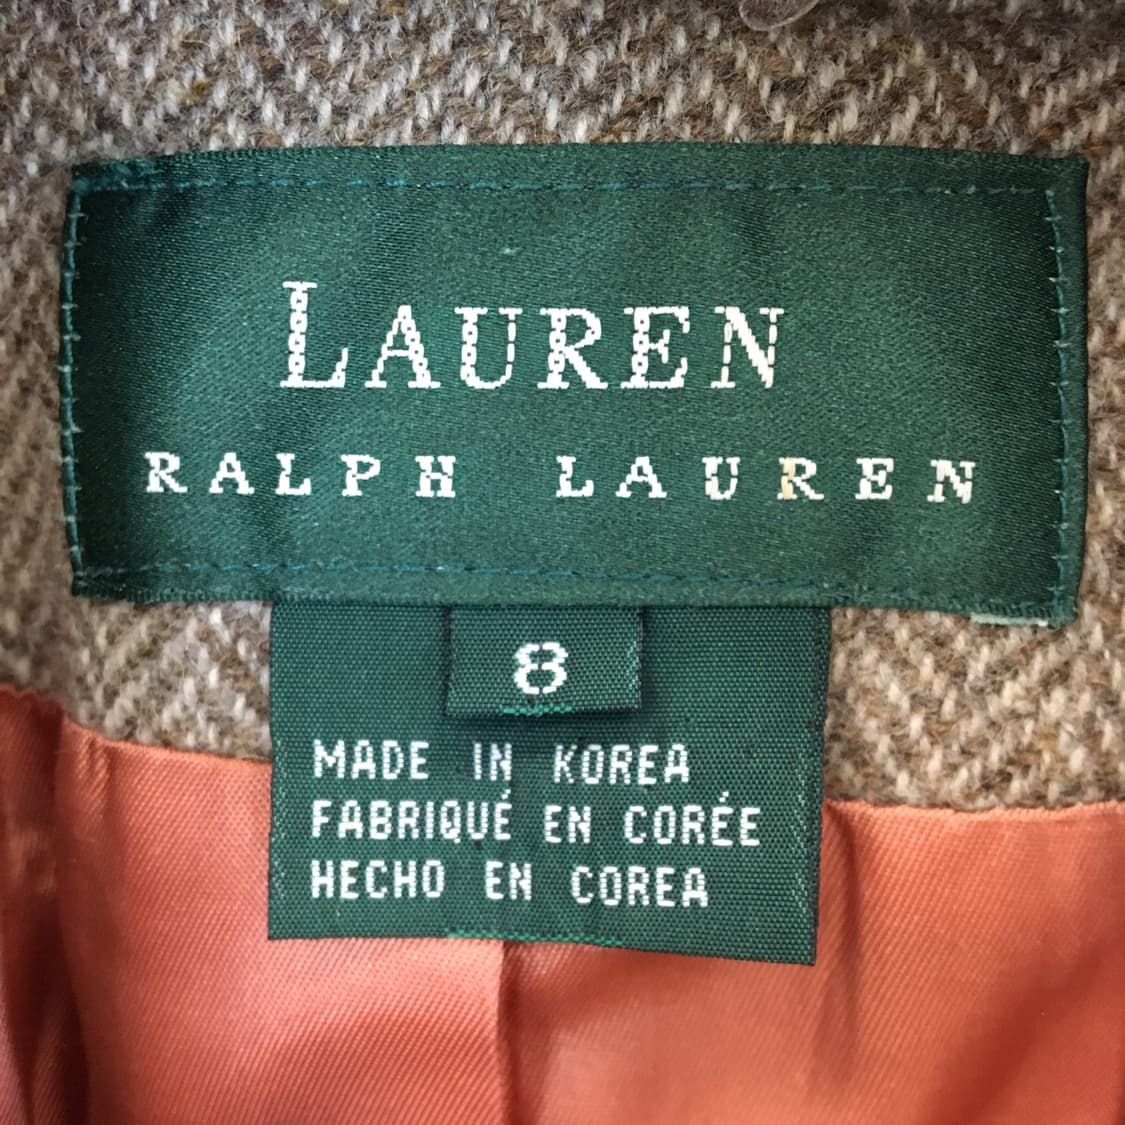 LAUREN
RALPH LAUREN
8
MADE IN KOREA
FABRIQUÉ EN CORÉE
HECHO EN COREA